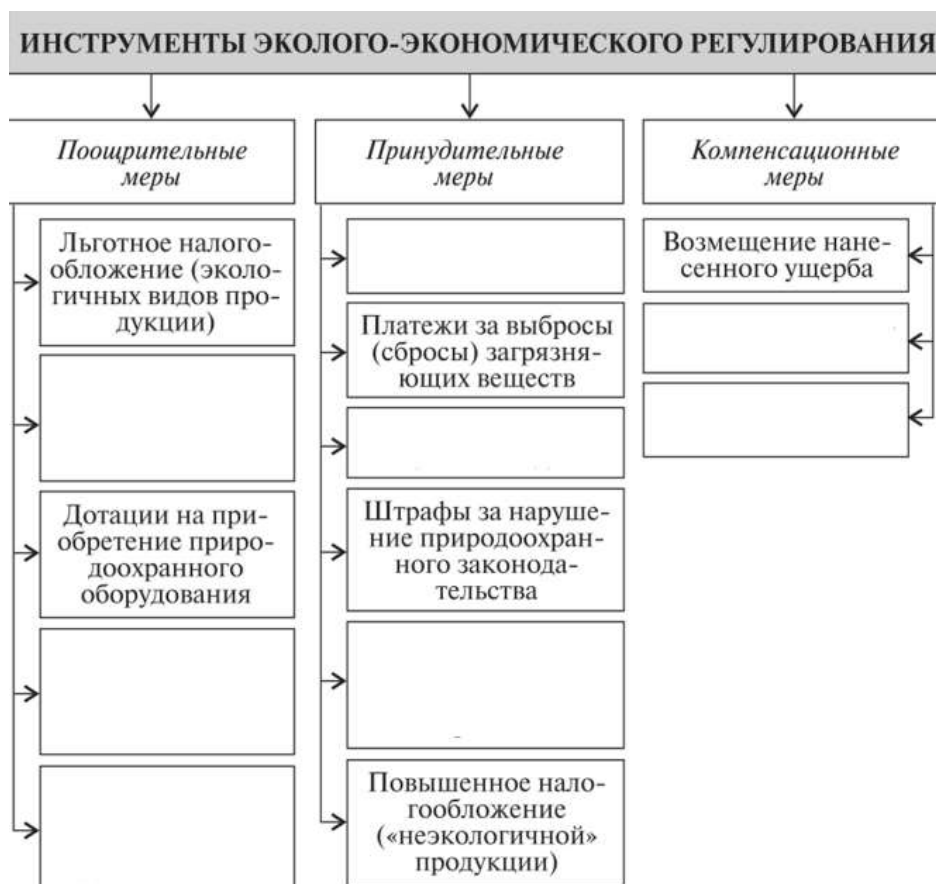 ИНСТРУМЕНТЫ ЭКОЛОГО-ЭКОНОМИЧЕСКОГО РЕГУЛИРОВАНИЯ
Поощрительные
меры
Льготное налого-
обложение (эколо-
гичных видов про-
дукции)
Дотации на при-
обретение приро-
доохранного
оборудования
Принудительные
меры
Платежи за выбросы
(сбросы) загрязня-
ющих веществ
Штрафы за наруше-
ние природоохран-
ного законода-
тельства
Повышенное нало-
гообложение
(«неэкологичной»
продукции)
Компенсационные
меры
Возмещение нане-
сенного ущерба